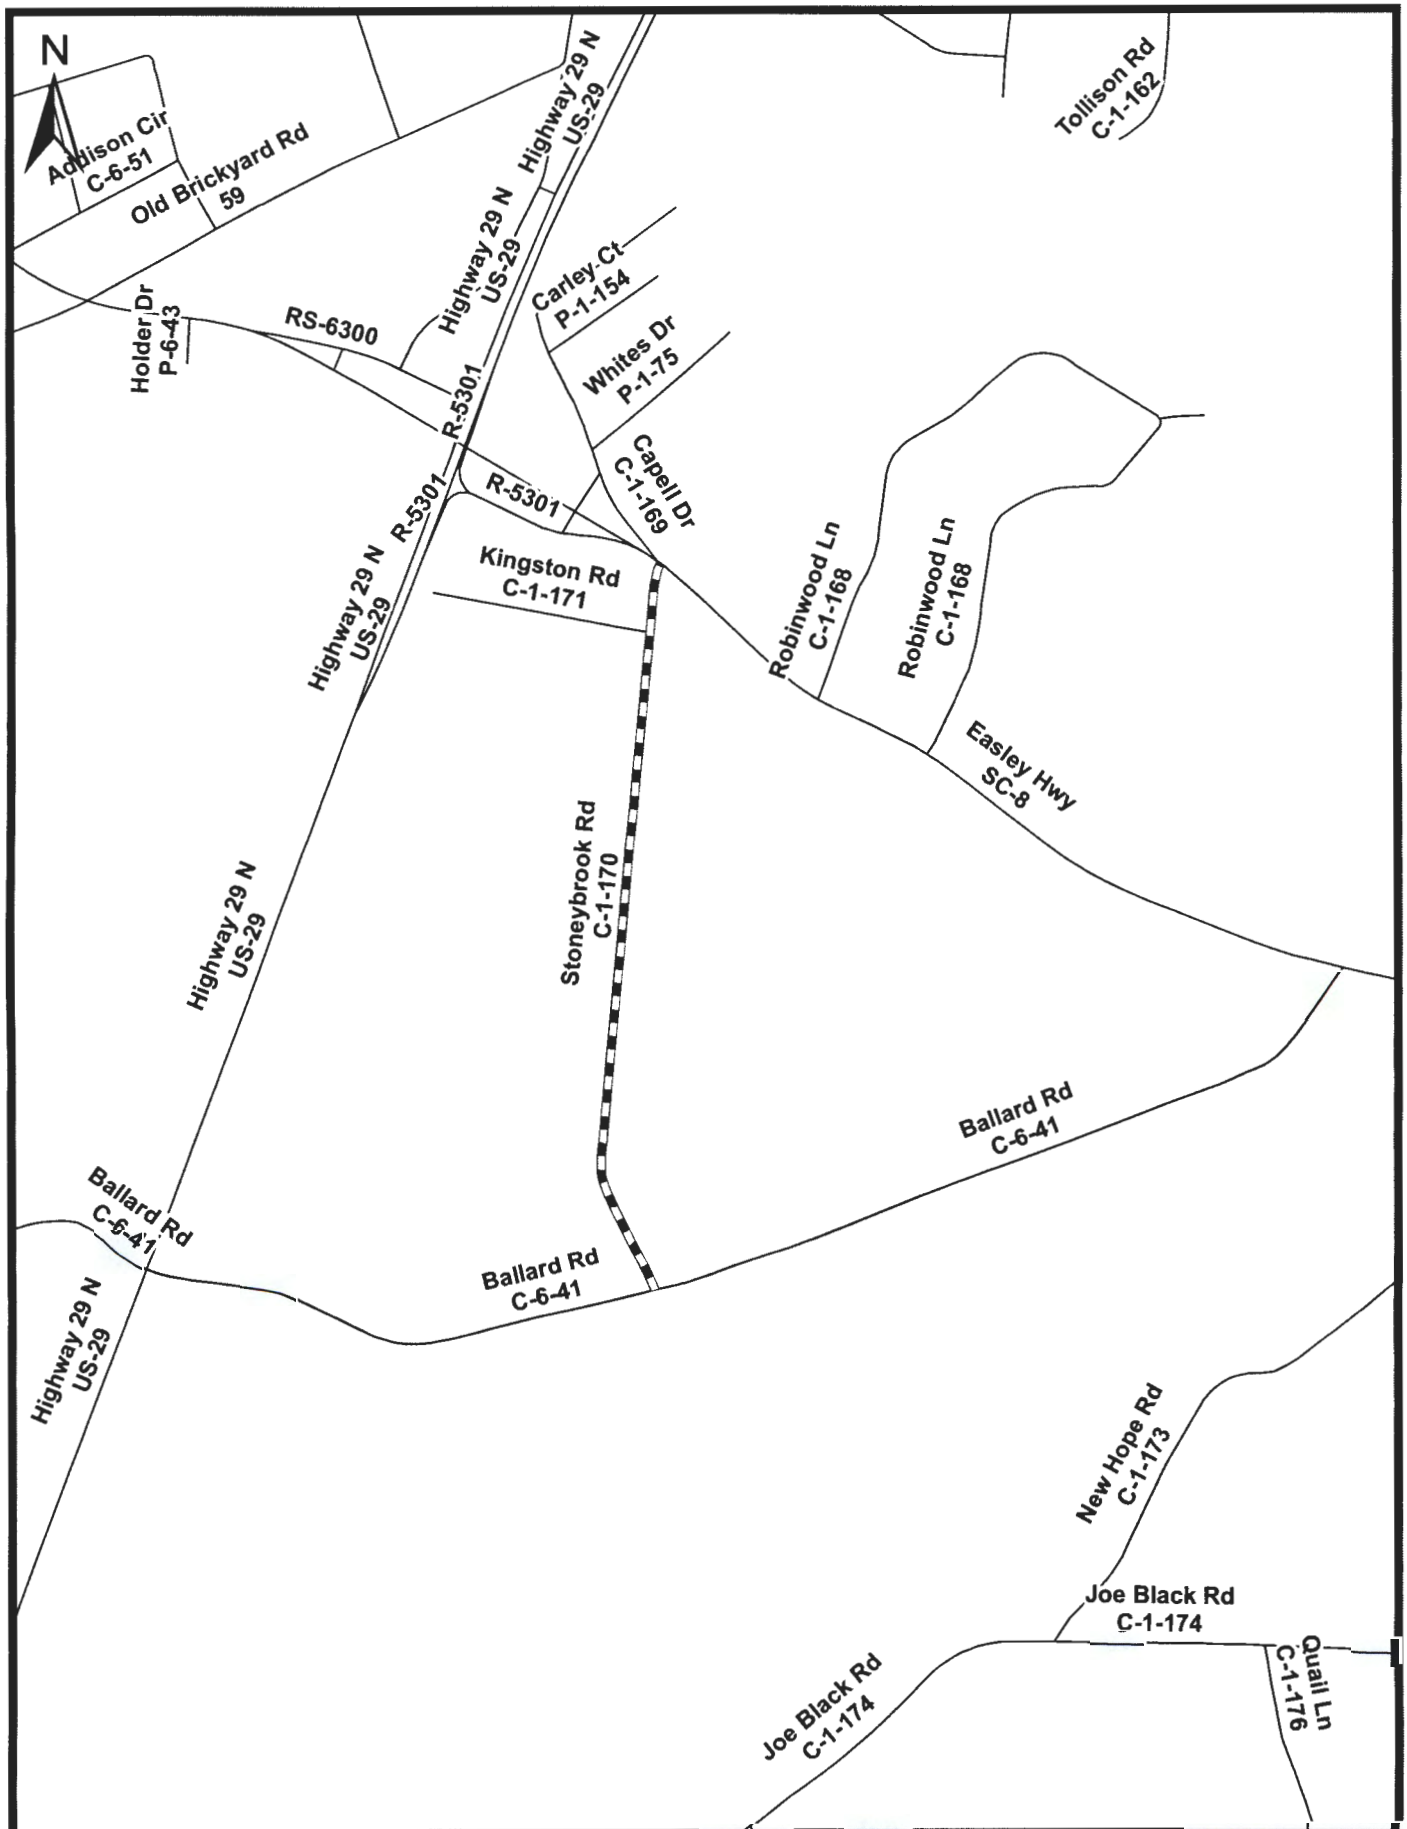 N
Addison Cir
C-6-51
Old Brickyard Rd
59
Highway 29 N
US-29
Tollison Rd
C-1-162
Highway 29 N
US-29
Carley Ct
P-1-154
Holder Dr
P-6-43
RS-6300
Whites Dr
P-1-75
R-5301
Capell Dr
C-1-169
R-5301
R-5301
Kingston Rd
C-1-171
Highway 29 N
US-29
Robinwood Ln
C-1-168
Robinwood Ln
C-1-168
Easley Hwy
SC-8
Stoneybrook Rd
C-1-170
Highway 29 N
US-29
Ballard Rd
C-6-41
Ballard Rd
C-6-41
Ballard Rd
C-6-41
Highway 29 N
US-29
New Hope Rd
C-1-173
Joe Black Rd
C-1-174
Joe Black Rd
C-1-174
Quail Ln
C-1-176